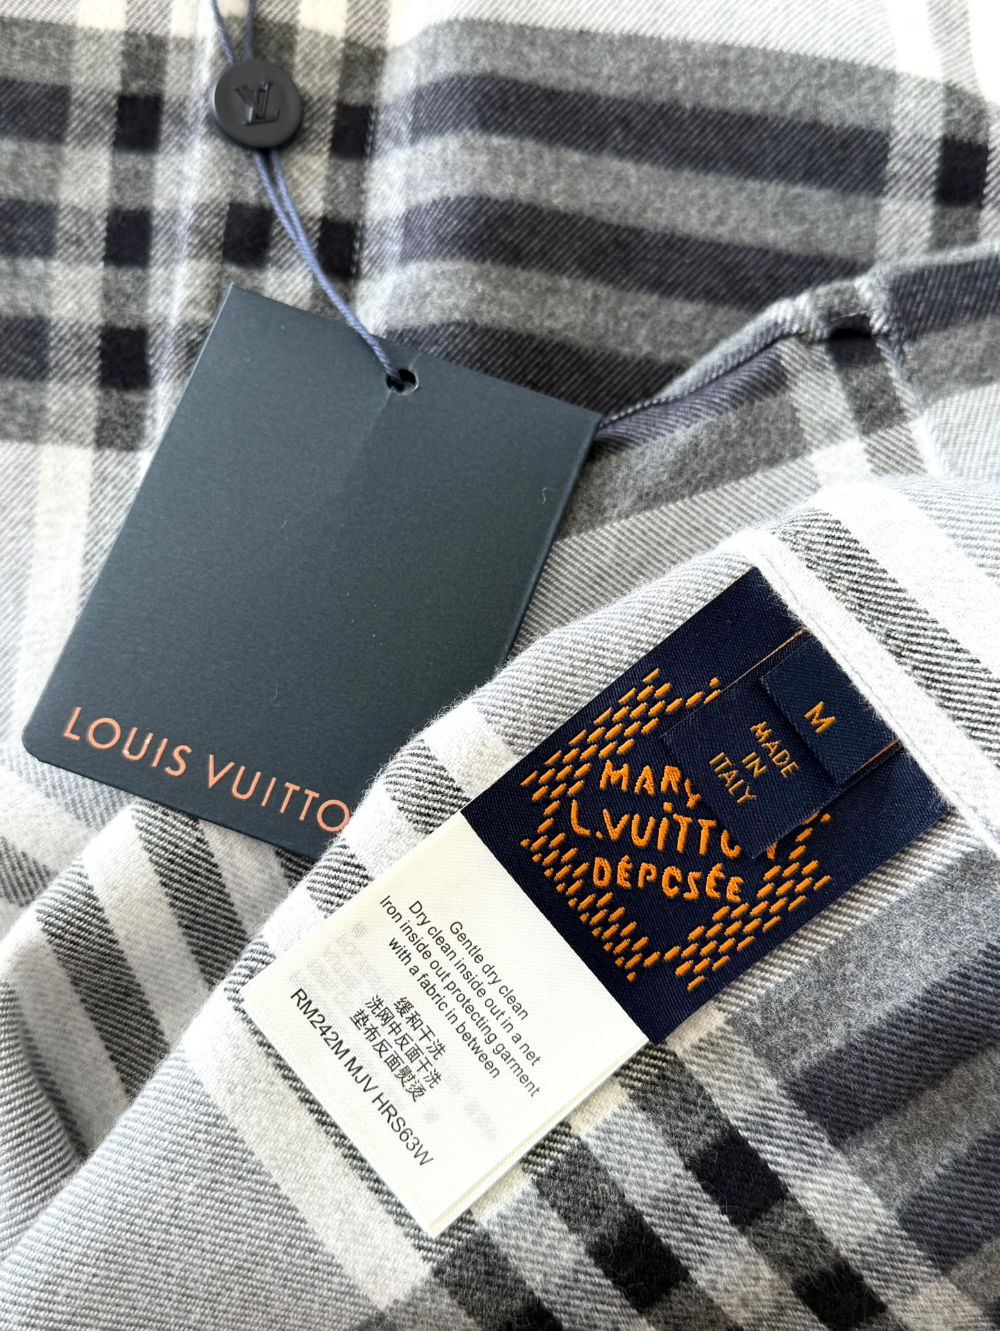 LV
LOUIS VUITTO
M
MADE
IN
ITALY
L.VUITTO
DÉPOSÉE
Gentle dry clean
Dry clean inside out in a net
Iron inside out protecting garment
with a fabric in between
缓和干洗
洗网中反面干洗
垫布反面熨烫
RM242M MJV HRS63W